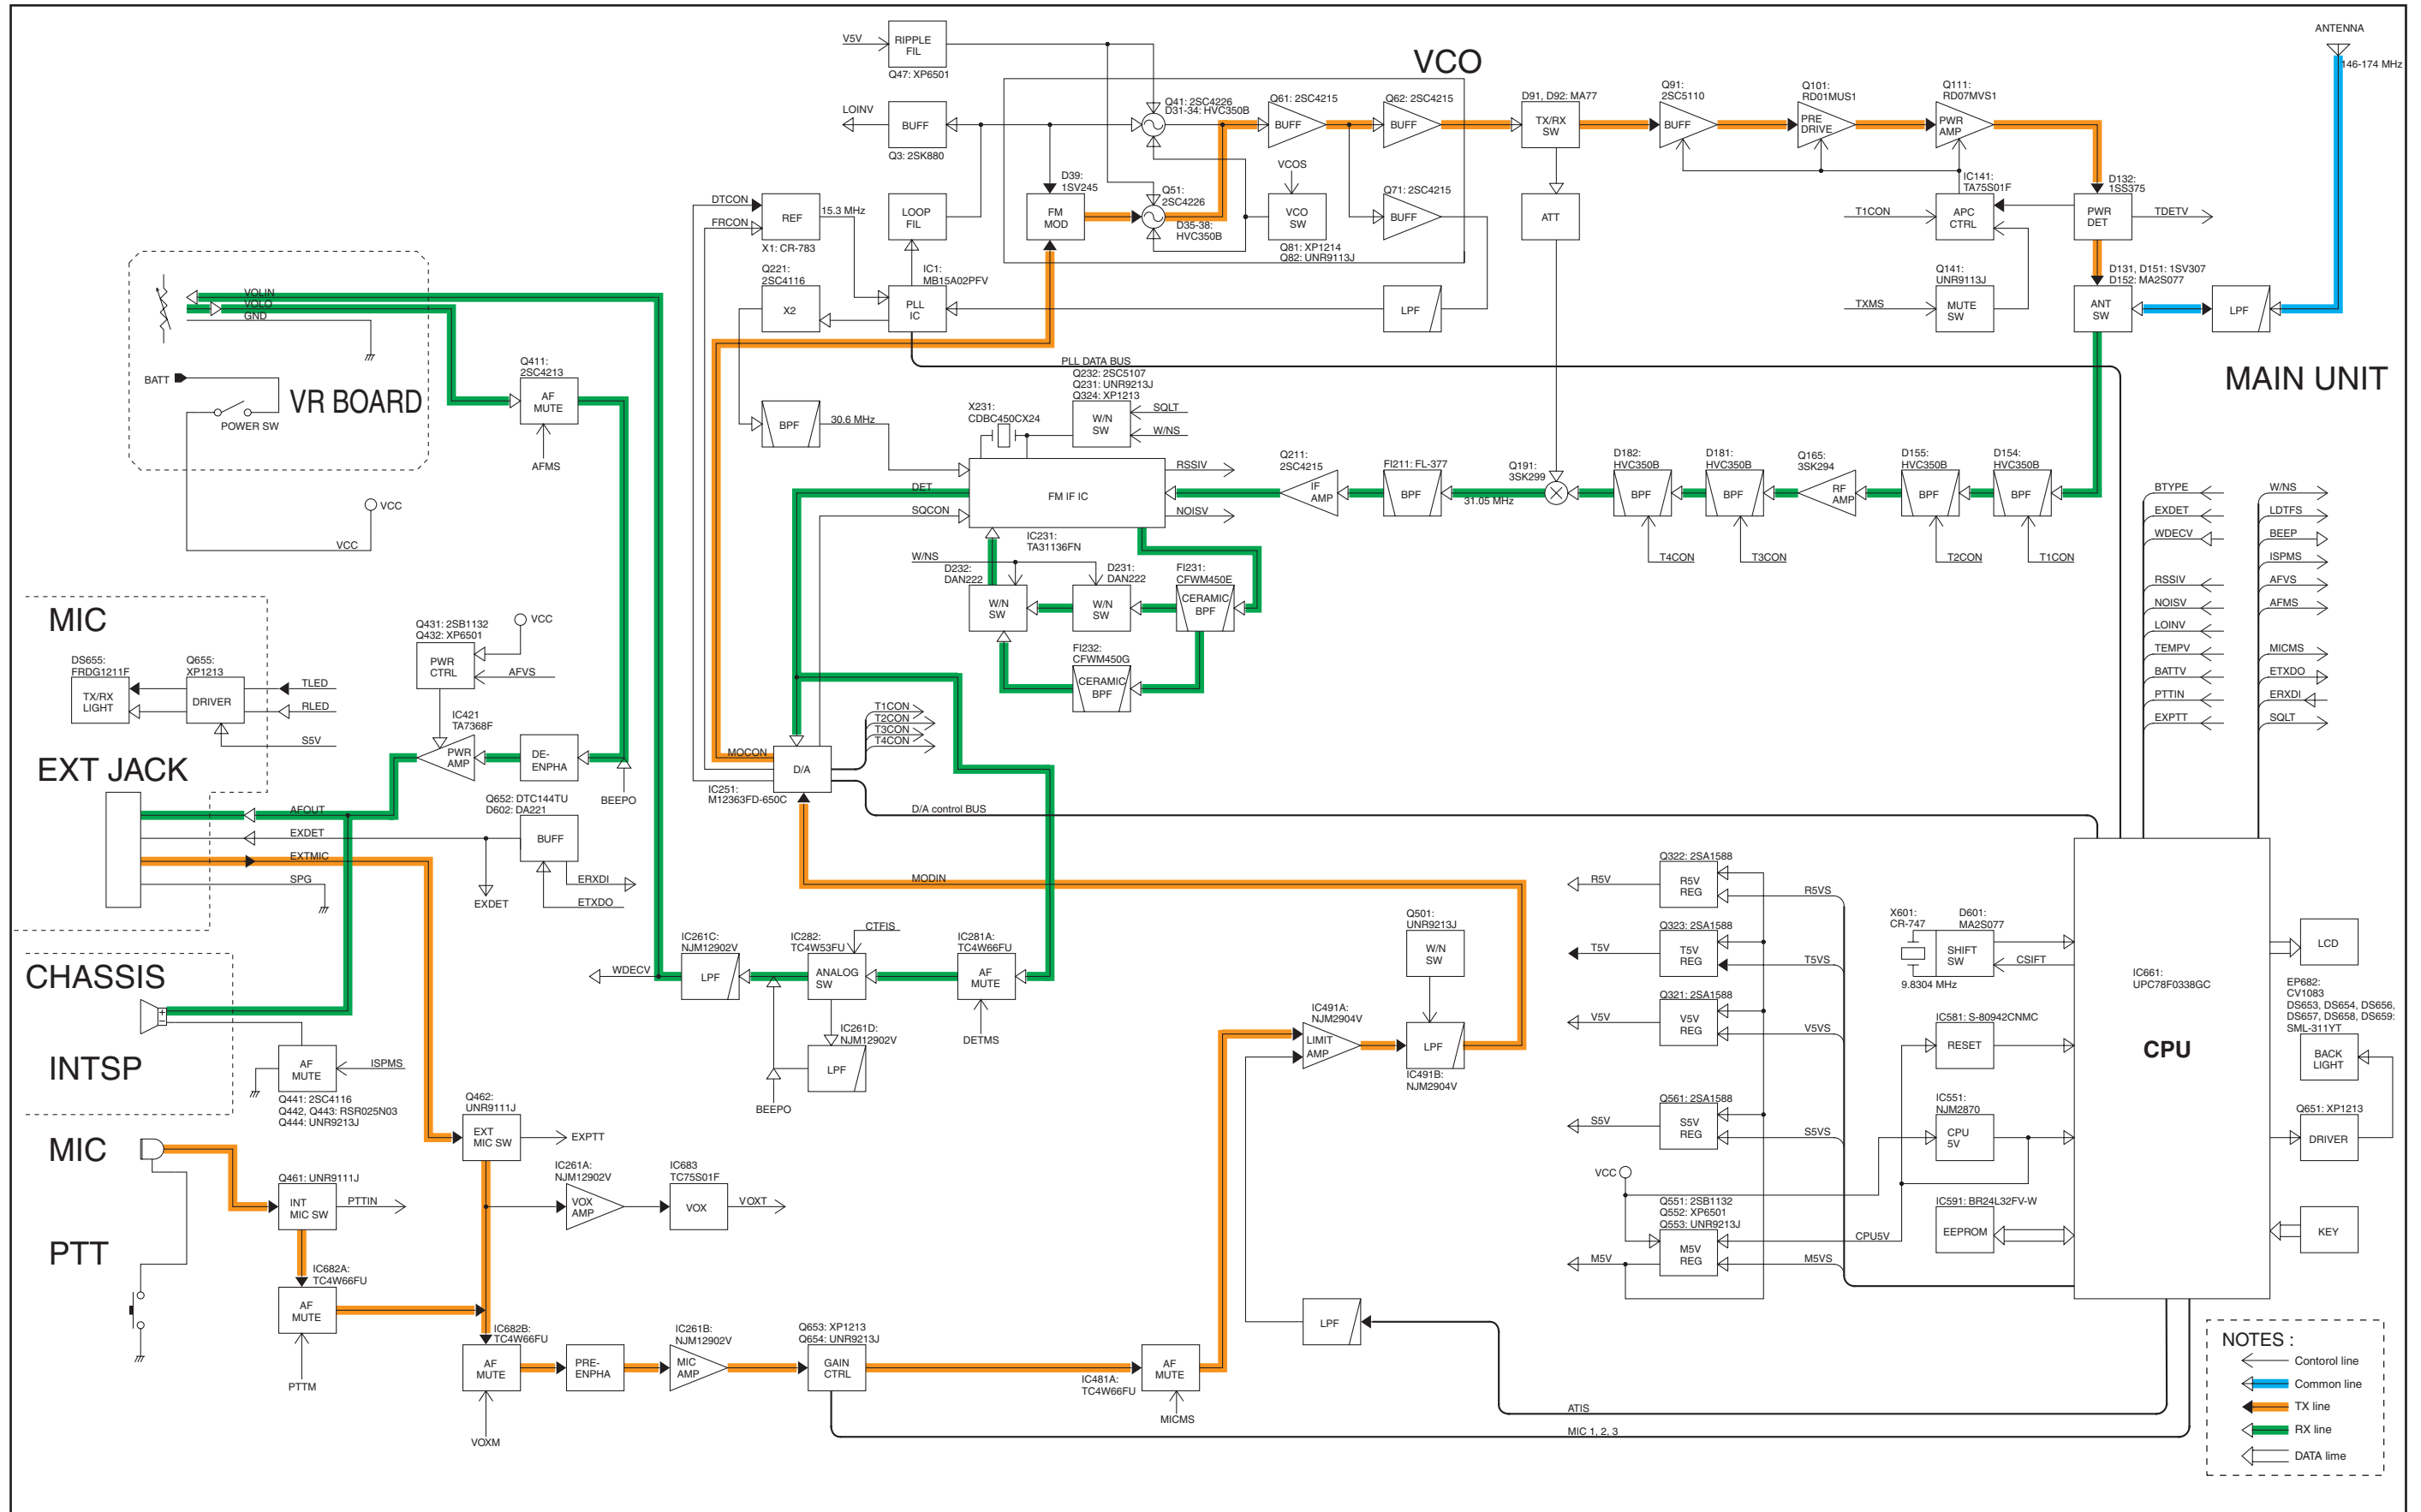 VCO
ANTENNA
146-174 MHz
V5V
RIPPLE
FIL
Q47: XP6501
LOINV
BUFF
Q3: 2SK880
Q41: 2SC4226
D31-34: HVC350B
Q61: 2SC4215
BUFF
Q62: 2SC4215
BUFF
D91, D92: MA77
TX/RX
SW
Q91:
2SC5110
BUFF
Q101:
RD01MUS1
PRE
DRIVE
Q111:
RD07MVS1
PWR
AMP
DTCON
FRCON
REF
15.3 MHz
X1: CR-783
LOOP
FIL
D39:
1SV245
FM
MOD
Q51:
2SC4226
D35-38:
HVC350B
VCOS
VCO
SW
Q81: XP1214
Q82: UNR9113J
Q71: 2SC4215
BUFF
ATT
IC141:
TA75S01F
T1CON
APC
CTRL
D132:
1SS375
PWR
DET
TDETV
Q221:
2SC4116
X2
IC1:
MB15A02PFV
PLL
IC
LPF
Q141:
UNR9113J
TXMS
MUTE
SW
D131, D151: 1SV307
D152: MA2S077
ANT
SW
LPF
MAIN UNIT
VOLIN
VOLO
GND
BATT
VR BOARD
POWER SW
VCC
VCC
Q411:
2SC4213
AF
MUTE
AFMS
PLL DATA BUS
Q232: 2SC5107
Q231: UNR9213J
Q324: XP1213
X231:
CDBC450CX24
W/N
SW
SQLT
W/NS
BPF
30.6 MHz
DET
SQCON
FM IF IC
RSSIV
NOISV
IC231:
TA31136FN
Q211:
2SC4215
IF
AMP
FI211: FL-377
BPF
31.05 MHz
Q191:
3SK299
D182:
HVC350B
BPF
T4CON
D181:
HVC350B
BPF
T3CON
Q165:
3SK294
RF
AMP
D155:
HVC350B
BPF
T2CON
D154:
HVC350B
BPF
T1CON
W/NS
D232:
DAN222
W/N
SW
D231:
DAN222
W/N
SW
FI231:
CFWM450E
CERAMIC
BPF
FI232:
CFWM450G
CERAMIC
BPF
BTYPE
EXDET
WDECV
RSSIV
NOISV
LOINV
TEMPV
BATTV
PTTIN
EXPTT
W/NS
LDTFS
BEEP
ISPMS
AFVS
AFMS
MICMS
ETXDO
ERXDI
SQLT
MIC
DS655:
FRDG1211F
TX/RX
LIGHT
Q655:
XP1213
DRIVER
TLED
RLED
S5V
Q431: 2SB1132
Q432: XP6501
PWR
CTRL
VCC
AFVS
IC421
TA7368F
PWR
AMP
DE-
ENPHA
BEEPO
EXT JACK
AFOUT
EXDET
EXTMIC
SPG
Q652: DTC144TU
D602: DA221
BUFF
ERXDI
ETXDO
EXDET
T1CON
T2CON
T3CON
T4CON
MOCON
D/A
IC251:
M12363FD-650C
D/A control BUS
MODIN
CHASSIS
INTSP
AF
MUTE
ISPMS
Q441: 2SC4116
Q442, Q443: RSR025N03
Q444: UNR9213J
WDECV
IC261C:
NJM12902V
LPF
IC282:
TC4W53FU
CTFIS
ANALOG
SW
IC261D:
NJM12902V
LPF
BEEPO
IC281A:
TC4W66FU
AF
MUTE
DETMS
Q501:
UNR9213J
W/N
SW
IC491A:
NJM2904V
LIMIT
AMP
LPF
IC491B:
NJM2904V
Q322: 2SA1588
R5V
R5V
REG
R5VS
Q323: 2SA1588
T5V
T5V
REG
T5VS
Q321: 2SA1588
V5V
V5V
REG
V5VS
Q561: 2SA1588
S5V
S5V
REG
S5VS
VCC
Q551: 2SB1132
Q552: XP6501
Q553: UNR9213J
M5V
M5V
REG
M5VS
CPU5V
X601:
CR-747
D601:
MA2S077
SHIFT
SW
CSIFT
9.8304 MHz
IC581: S-80942CNMC
RESET
IC551:
NJM2870
CPU
5V
IC591: BR24L32FV-W
EEPROM
IC661:
UPC78F0338GC
CPU
LCD
EP682:
CV1083
DS653, DS654, DS656,
DS657, DS658, DS659:
SML-311YT
BACK
LIGHT
Q651: XP1213
DRIVER
KEY
MIC
PTT
Q461: UNR9111J
INT
MIC SW
PTTIN
IC682A:
TC4W66FU
AF
MUTE
PTTM
Q462:
UNR9111J
EXT
MIC SW
EXPTT
IC261A:
NJM12902V
VOX
AMP
IC683
TC75S01F
VOX
VOXT
IC682B:
TC4W66FU
AF
MUTE
VOXM
PRE-
ENPHA
IC261B:
NJM12902V
MIC
AMP
Q653: XP1213
Q654: UNR9213J
GAIN
CTRL
AF
MUTE
IC481A:
TC4W66FU
MICMS
LPF
ATIS
MIC 1, 2, 3
NOTES :
Contorol line
Common line
TX line
RX line
DATA lime